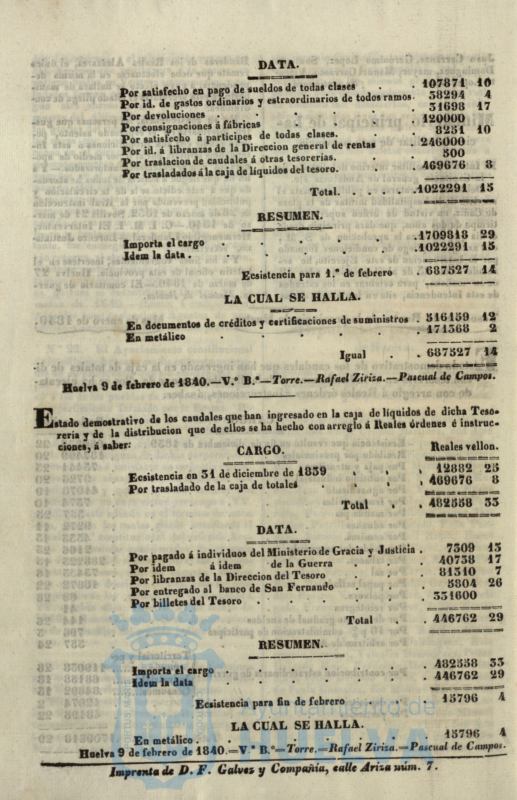 DATA.
Por satisfecho en pago de sueldos de todas clases . . 107871 10
Por id. de gastos ordinarios y estraordinarios de todos ramos. 38294 4
Por devoluciones . . . . . 31698 17
Por consignaciones á fábricas . . . 120000
Por satisfecho á partícipes de todas clases. . . 8251 10
Por id. á libranzas de la Direccion general de rentas . 246000
Por traslacion de caudales á otras tesorerías. . . 500
Por trasladados á la caja de líquidos del tesoro. . . 469676 8
Total. . . . . . 1022291 15
RESUMEN.
Importa el cargo . . . . . . 1709818 29
Idem la data . . . . . . . 1022291 15
Ecsistencia para 1.º de febrero . 687527 14
LA CUAL SE HALLA.
En documentos de créditos y certificaciones de suministros . 516159 12
En metálico . . . . . . 171368 2
Igual . . 687527 14
Huelva 9 de febrero de 1840.—V.º B.º—Torre.—Rafael Ziriza.—Pascual de Campos.
Estado demostrativo de los caudales que han ingresado en la caja de líquidos de dicha Teso-
rería y de la distribucion que de ellos se ha hecho con arreglo á Reales órdenes é instruc-
ciones, á saber:
CARGO.
Reales vellon.
Ecsistencia en 31 de diciembre de 1839 . . . 12882 25
Por trasladado de la caja de totales . . . 469676 8
Total . . 482558 33
DATA.
Por pagado á individuos del Ministerio de Gracia y Justicia . 7309 13
Por idem á idem de la Guerra . . . 40738 17
Por libranzas de la Direccion del Tesoro . . . 81310 7
Por entregado al banco de San Fernando . . . 5804 26
Por billetes del Tesoro . . . . . 331600
Total . . 446762 29
RESUMEN.
Importa el cargo . . . . . . 482558 33
Idem la data . . . . . . 446762 29
Ecsistencia para fin de febrero . 15796 4
LA CUAL SE HALLA.
En metálico . . . . . . 15796 4
Huelva 9 de febrero de 1840.—V.º B.º—Torre.—Rafael Ziriza.—Pascual de Campos.
Imprenta de D. F. Galvez y Compañía, calle Ariza núm. 7.